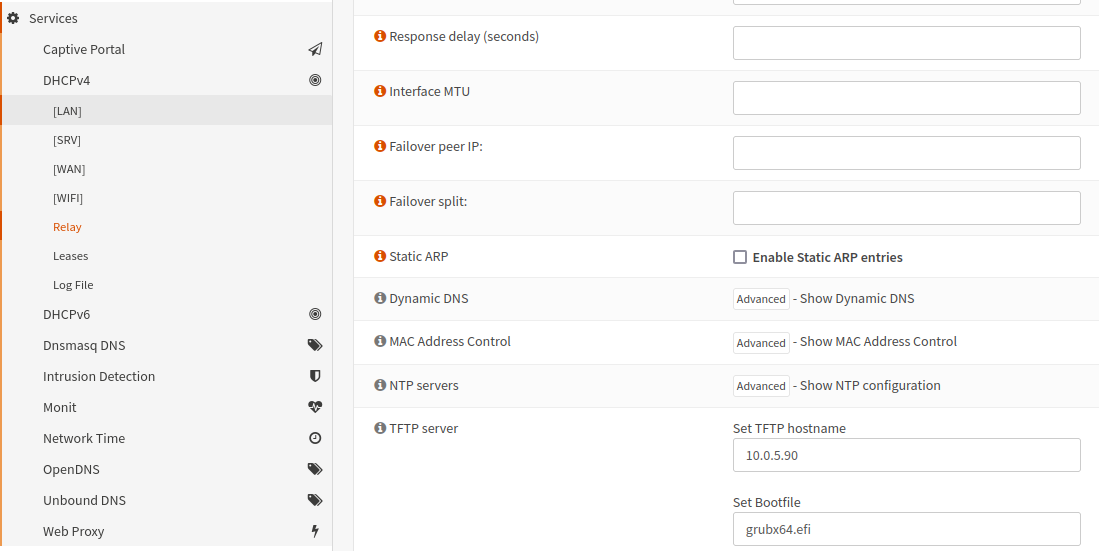 Services
Captive Portal
DHCPv4
[LAN]
[SRV]
[WAN]
[WIFI]
Relay
Leases
Log File
DHCPv6
Dnsmasq DNS
Intrusion Detection
Monit
Network Time
OpenDNS
Unbound DNS
Web Proxy
Response delay (seconds)
Interface MTU
Failover peer IP:
Failover split:
Static ARP
Enable Static ARP entries
Dynamic DNS
Advanced - Show Dynamic DNS
MAC Address Control
Advanced - Show MAC Address Control
NTP servers
Advanced - Show NTP configuration
TFTP server
Set TFTP hostname
10.0.5.90
Set Bootfile
grubx64.efi